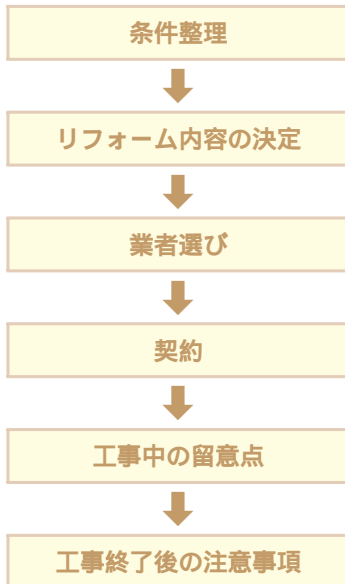 条件整理
リフォーム内容の決定
業者選び
契約
工事中の留意点
工事終了後の注意事項